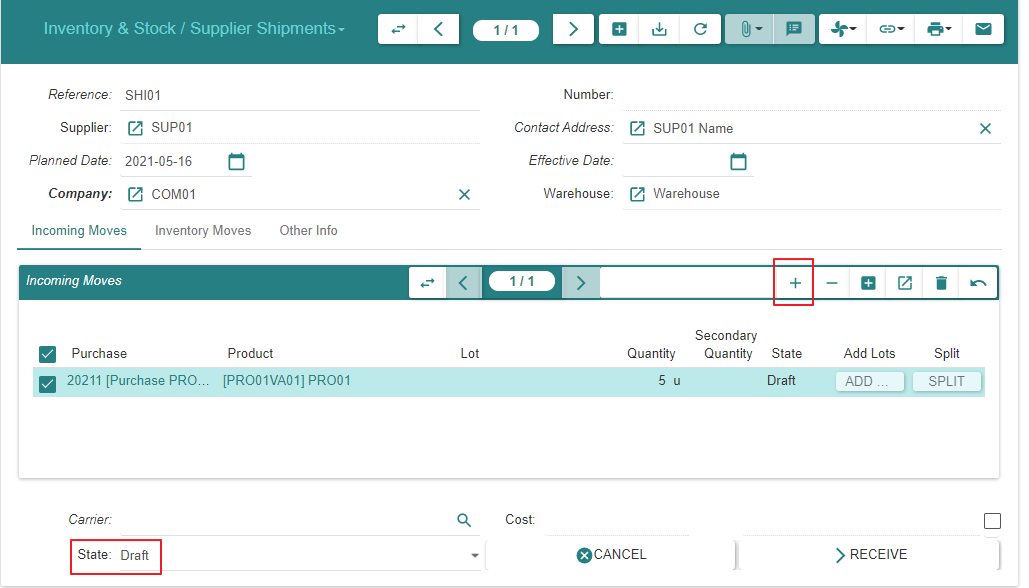 Inventory & Stock / Supplier Shipments
1 / 1
Reference: SHI01
Number:
Supplier: SUP01
Contact Address: SUP01 Name
Planned Date: 2021-05-16
Effective Date:
Company: COM01
Warehouse: Warehouse
Incoming Moves Inventory Moves Other Info
Incoming Moves
1 / 1
Purchase Product Lot Quantity Secondary Quantity State Add Lots Split
20211 [Purchase PRO... [PRO01VA01] PRO01 5 u Draft ADD ... SPLIT
Carrier:
Cost:
State: Draft
CANCEL
RECEIVE